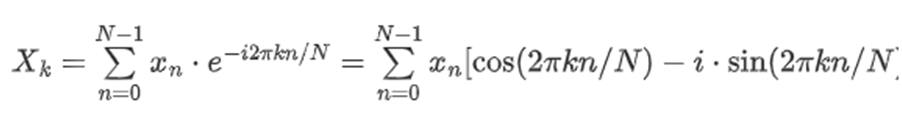 X_k = \sum_{n=0}^{N-1} x_n \cdot e^{-i2\pi kn/N} = \sum_{n=0}^{N-1} x_n[\cos(2\pi kn/N) - i \cdot \sin(2\pi kn/N)